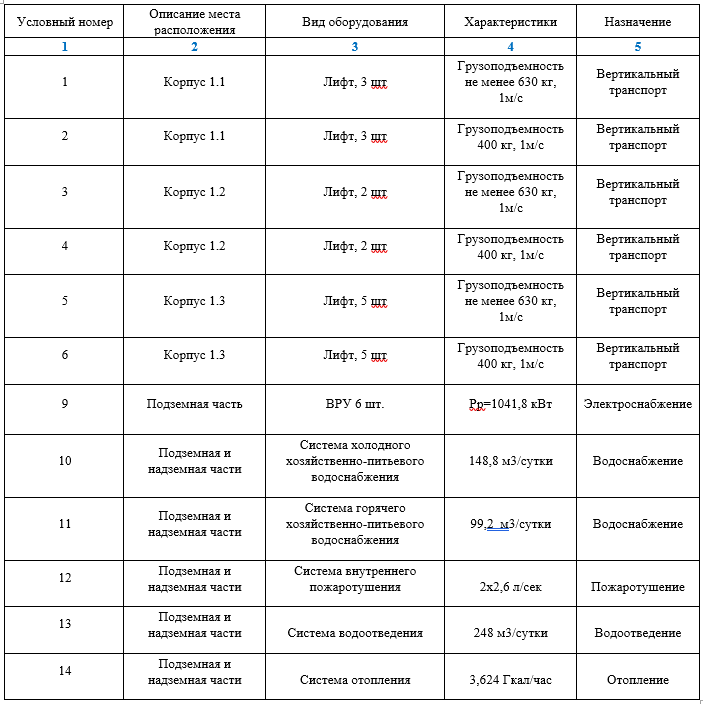 Условный номер
Описание места
расположения
Вид оборудования
Характеристики
Назначение
1
2
3
4
5
1
Корпус 1.1
Лифт, 3 шт
Грузоподъемность
не менее 630 кг,
1м/с
Вертикальный
транспорт
2
Корпус 1.1
Лифт, 3 шт
Грузоподъемность
400 кг, 1м/с
Вертикальный
транспорт
3
Корпус 1.2
Лифт, 2 шт
Грузоподъемность
не менее 630 кг,
1м/с
Вертикальный
транспорт
4
Корпус 1.2
Лифт, 2 шт
Грузоподъемность
400 кг, 1м/с
Вертикальный
транспорт
5
Корпус 1.3
Лифт, 5 шт
Грузоподъемность
не менее 630 кг,
1м/с
Вертикальный
транспорт
6
Корпус 1.3
Лифт, 5 шт
Грузоподъемность
400 кг, 1м/с
Вертикальный
транспорт
9
Подземная часть
ВРУ 6 шт.
Рр=1041,8 кВт
Электроснабжение
10
Подземная и
надземная части
Система холодного
хозяйственно-питьевого
водоснабжения
148,8 м3/сутки
Водоснабжение
11
Подземная и
надземная части
Система горячего
хозяйственно-питьевого
водоснабжения
99,2 м3/сутки
Водоснабжение
12
Подземная и
надземная части
Система внутреннего
пожаротушения
2х2,6 л/сек
Пожаротушение
13
Подземная и
надземная части
Система водоотведения
248 м3/сутки
Водоотведение
14
Подземная и
надземная части
Система отопления
3,624 Гкал/час
Отопление